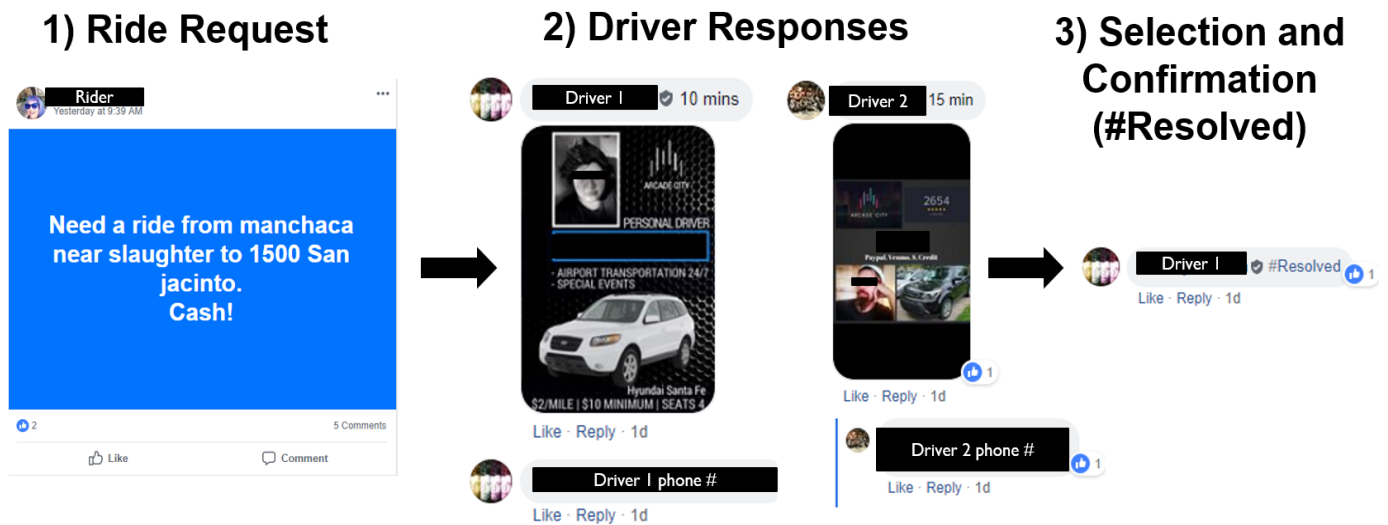 1) Ride Request
Rider
Yesterday at 9:39 AM
Need a ride from manchaca
near slaughter to 1500 San
jacinto.
Cash!
2
5 Comments
Like
Comment
2) Driver Responses
Driver 1
10 mins
ARCADE CITY
PERSONAL DRIVER
- AIRPORT TRANSPORTATION 24/7
- SPECIAL EVENTS
Hyundai Santa Fe
$2/MILE | $10 MINIMUM | SEATS 4
Like · Reply · 1d
Driver 1 phone #
Like · Reply · 1d
Driver 2
15 min
ARCADE CITY
2654
Paypal, Venmo, $, Credit
1
Like · Reply · 1d
Driver 2 phone #
1
Like · Reply · 1d
3) Selection and
Confirmation
(#Resolved)
Driver 1
#Resolved
1
Like · Reply · 1d